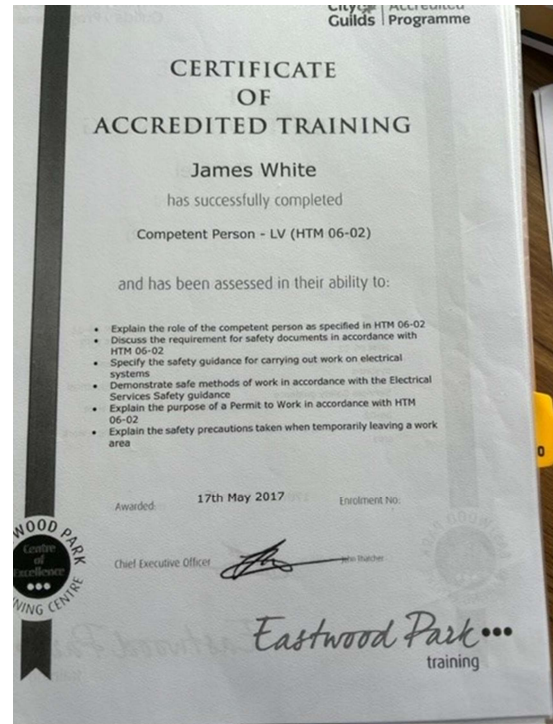 City & Accredited
Guilds Programme
CERTIFICATE
OF
ACCREDITED TRAINING
James White
has successfully completed
Competent Person - LV (HTM 06-02)
and has been assessed in their ability to:
• Explain the role of the competent person as specified in HTM 06-02
• Discuss the requirement for safety documents in accordance with
HTM 06-02
• Specify the safety guidance for carrying out work on electrical
systems
• Demonstrate safe methods of work in accordance with the Electrical
Services Safety guidance
• Explain the purpose of a Permit to Work in accordance with HTM
06-02
• Explain the safety precautions taken when temporarily leaving a work
area
Awarded: 17th May 2017 Enrolment No:
Chief Executive Officer John Thatcher
WOOD PARK
Centre
of
Excellence
NING CENTRE
Eastwood Park
training